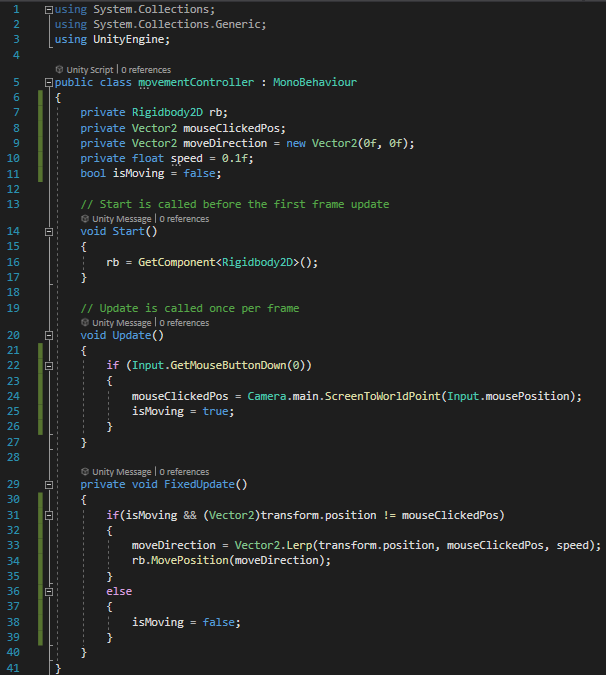 1 using System.Collections;
2 using System.Collections.Generic;
3 using UnityEngine;
4
Unity Script | 0 references
5 public class movementController : MonoBehaviour
6 {
7 private Rigidbody2D rb;
8 private Vector2 mouseClickedPos;
9 private Vector2 moveDirection = new Vector2(0f, 0f);
10 private float speed = 0.1f;
11 bool isMoving = false;
12
13 // Start is called before the first frame update
Unity Message | 0 references
14 void Start()
15 {
16 rb = GetComponent<Rigidbody2D>();
17 }
18
19 // Update is called once per frame
Unity Message | 0 references
20 void Update()
21 {
22 if (Input.GetMouseButtonDown(0))
23 {
24 mouseClickedPos = Camera.main.ScreenToWorldPoint(Input.mousePosition);
25 isMoving = true;
26 }
27 }
28
Unity Message | 0 references
29 private void FixedUpdate()
30 {
31 if(isMoving && (Vector2)transform.position != mouseClickedPos)
32 {
33 moveDirection = Vector2.Lerp(transform.position, mouseClickedPos, speed);
34 rb.MovePosition(moveDirection);
35 }
36 else
37 {
38 isMoving = false;
39 }
40 }
41 }